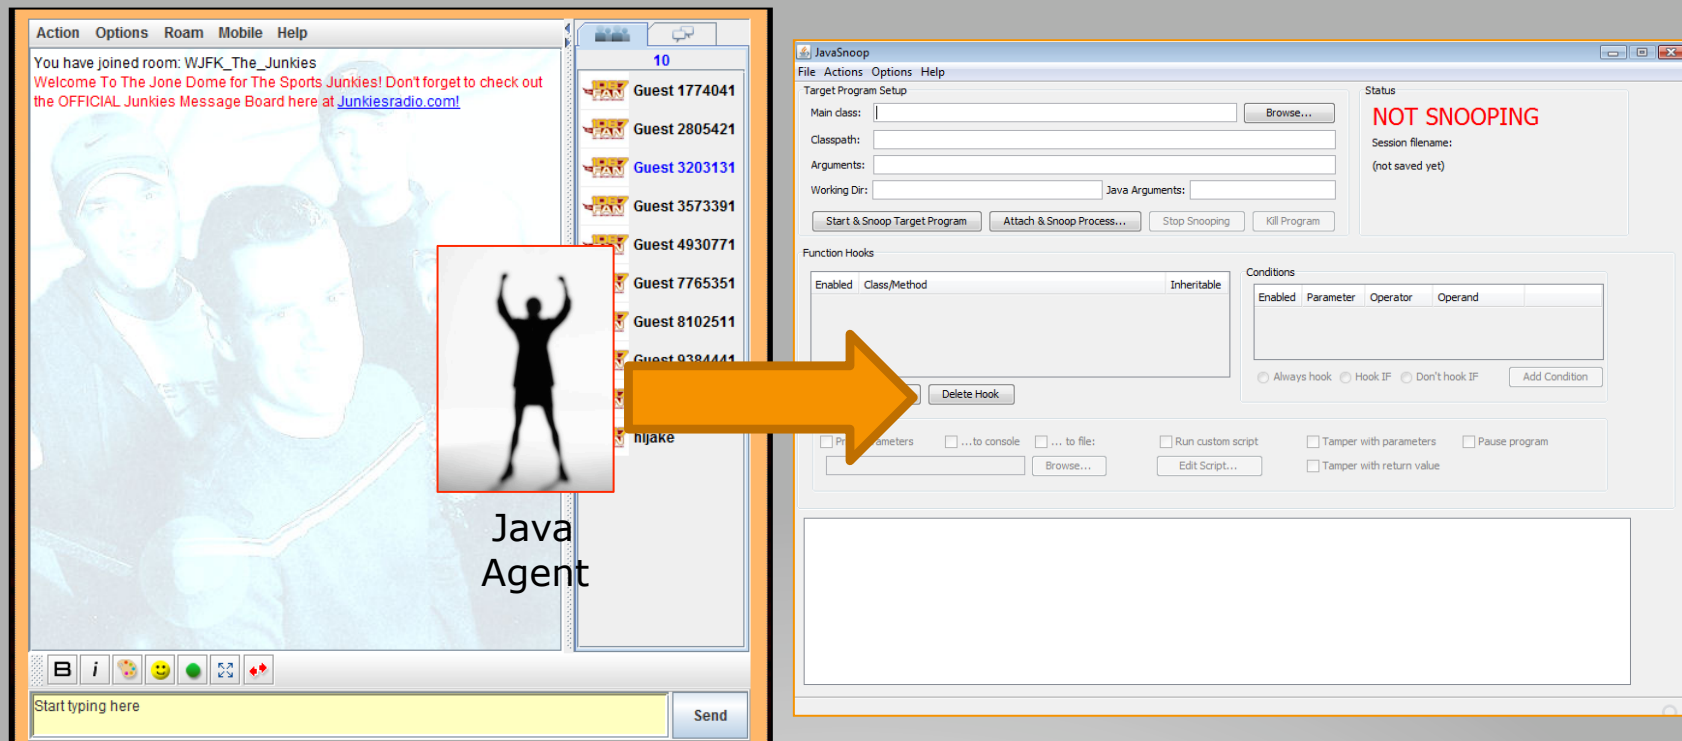 Action Options Roam Mobile Help
You have joined room: WJFK_The_Junkies
Welcome To The Jone Dome for The Sports Junkies! Don't forget to check out
the OFFICIAL Junkies Message Board here at Junkiesradio.com!
10
Guest 1774041
Guest 2805421
Guest 3203131
Guest 3573391
Guest 4930771
Guest 7765351
Guest 8102511
Guest 9384441
hijake
Java
Agent
B i
Start typing here
Send
JavaSnoop
File Actions Options Help
Target Program Setup
Main class: Browse...
Classpath:
Arguments:
Working Dir: Java Arguments:
Start & Snoop Target Program Attach & Snoop Process... Stop Snooping Kill Program
Status
NOT SNOOPING
Session filename:
(not saved yet)
Function Hooks
Enabled Class/Method Inheritable
Delete Hook
Conditions
Enabled Parameter Operator Operand
Always hook Hook IF Don't hook IF Add Condition
...to console ... to file: Run custom script Tamper with parameters Pause program
Browse... Edit Script... Tamper with return value